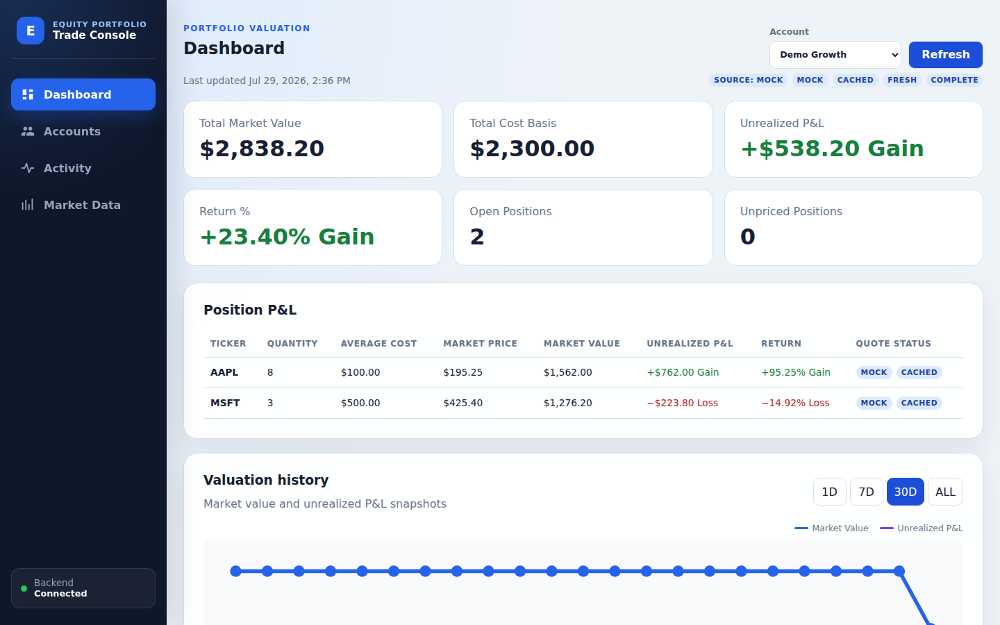 E
EQUITY PORTFOLIO
Trade Console
Dashboard
Accounts
Activity
Market Data
Backend
Connected
PORTFOLIO VALUATION
Dashboard
Last updated Jul 29, 2026, 2:36 PM
Account
Demo Growth
Refresh
SOURCE: MOCK MOCK CACHED FRESH COMPLETE
Total Market Value
$2,838.20
Total Cost Basis
$2,300.00
Unrealized P&L
+$538.20 Gain
Return %
+23.40% Gain
Open Positions
2
Unpriced Positions
0
Position P&L
TICKER QUANTITY AVERAGE COST MARKET PRICE MARKET VALUE UNREALIZED P&L RETURN QUOTE STATUS
AAPL 8 $100.00 $195.25 $1,562.00 +$762.00 Gain +95.25% Gain MOCK CACHED
MSFT 3 $500.00 $425.40 $1,276.20 −$223.80 Loss −14.92% Loss MOCK CACHED
Valuation history
Market value and unrealized P&L snapshots
1D 7D 30D ALL
Market Value Unrealized P&L